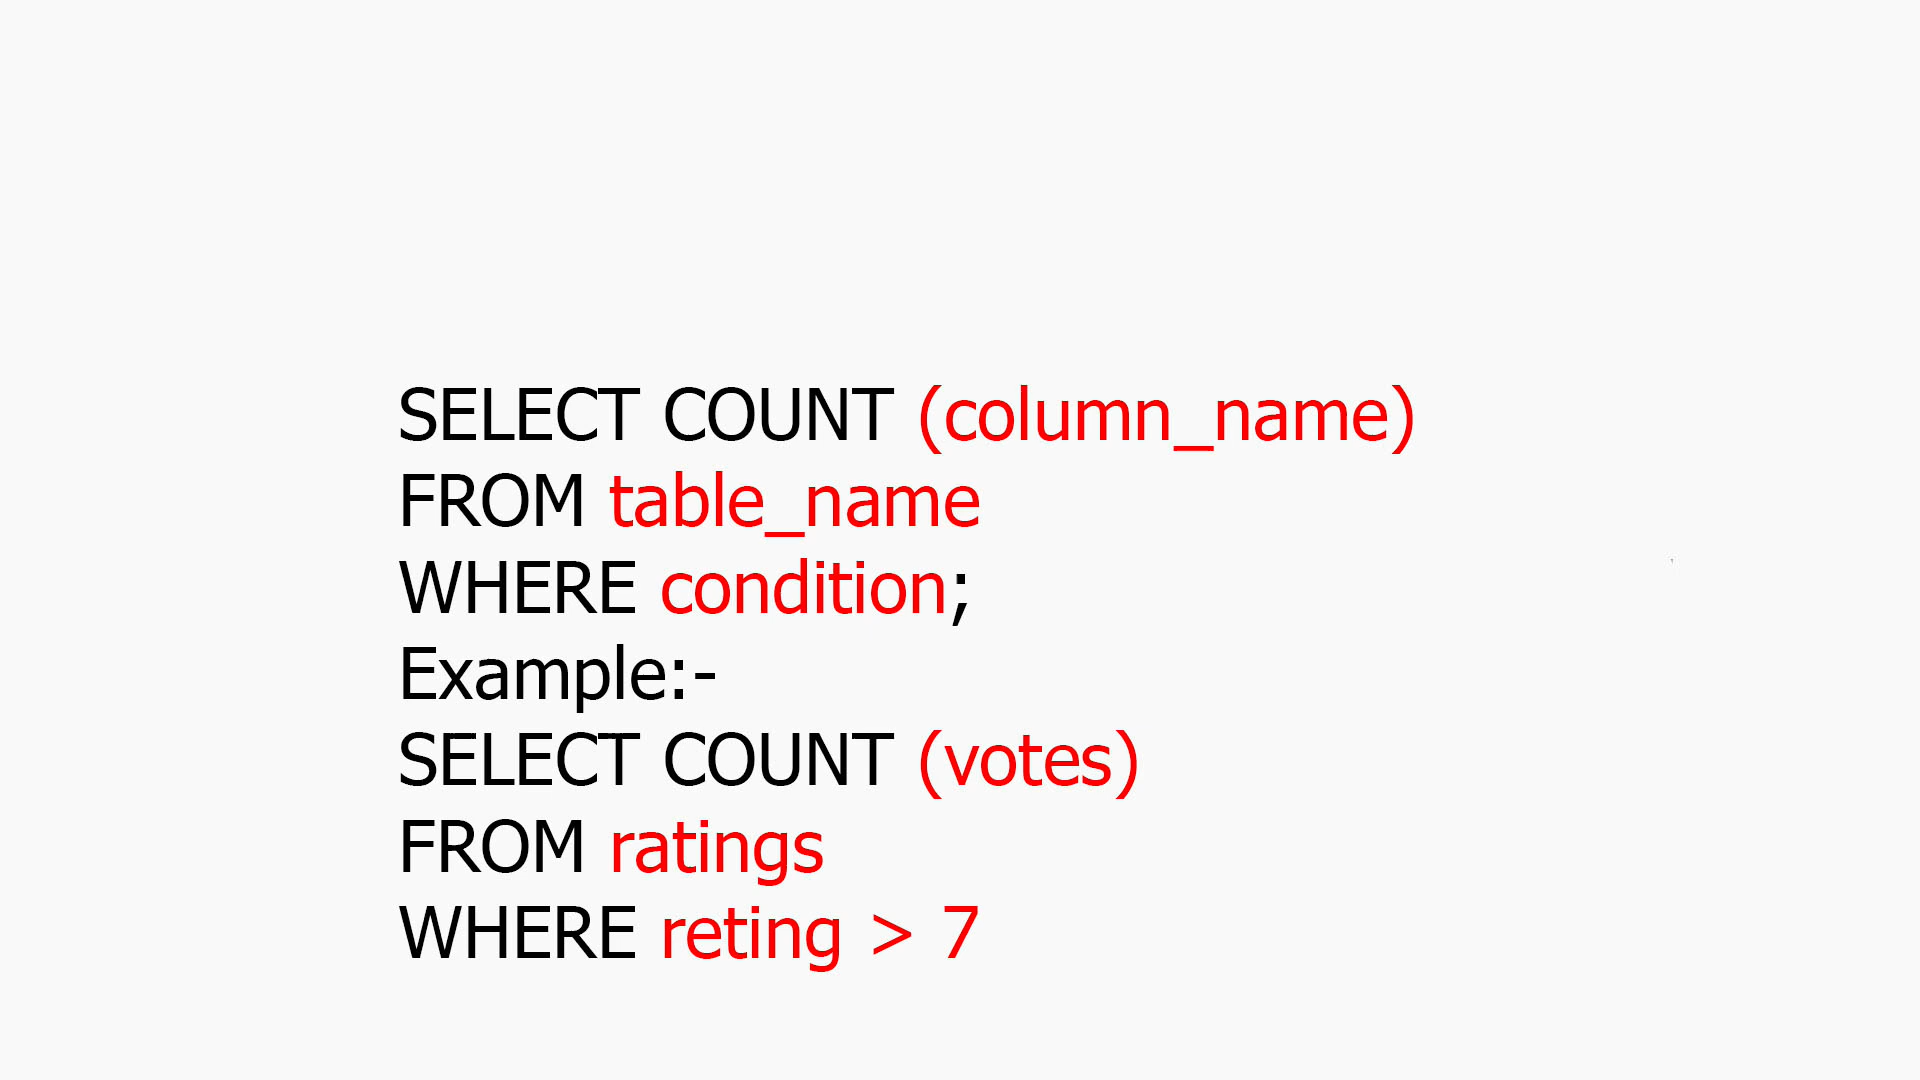 SELECT COUNT (column_name)
FROM table_name
WHERE condition;
Example:-
SELECT COUNT (votes)
FROM ratings
WHERE reting > 7